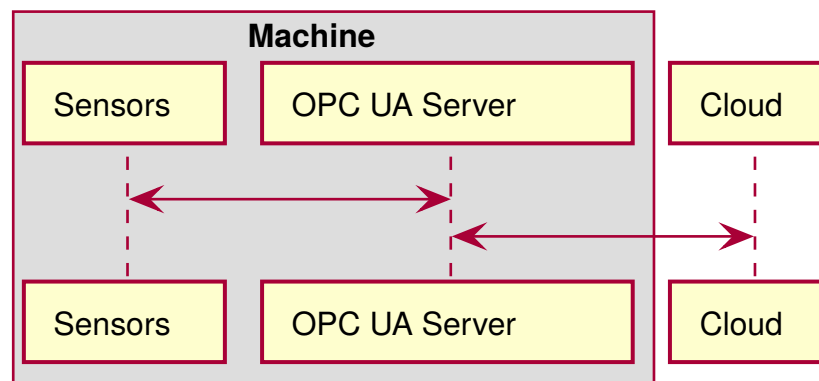 Machine
Sensors
OPC UA Server
Cloud
Sensors
OPC UA Server
Cloud